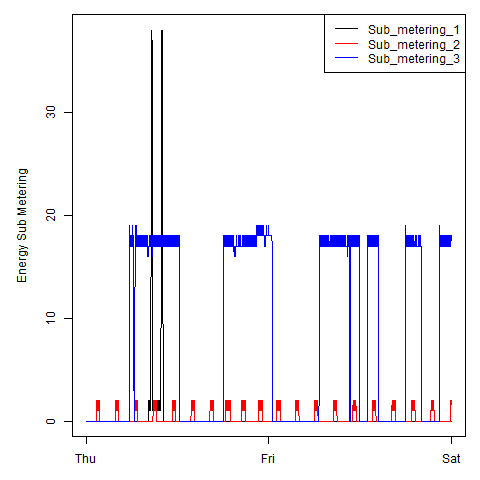 Sub_metering_1
Sub_metering_2
Sub_metering_3
Energy Sub Metering
30
20
10
0
Thu Fri Sat